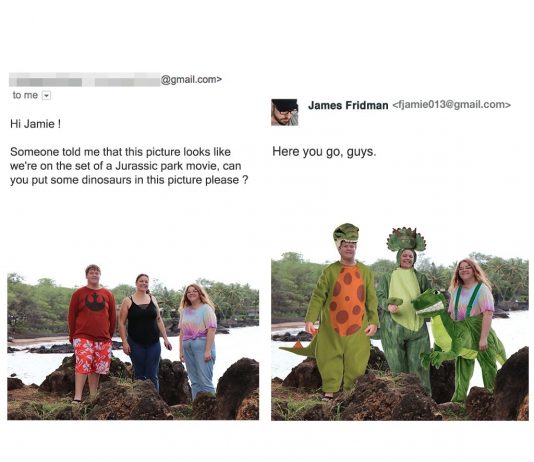 @gmail.com>
to me
Hi Jamie !
Someone told me that this picture looks like
we're on the set of a Jurassic park movie, can
you put some dinosaurs in this picture please ?
James Fridman <fjamie013@gmail.com>
Here you go, guys.